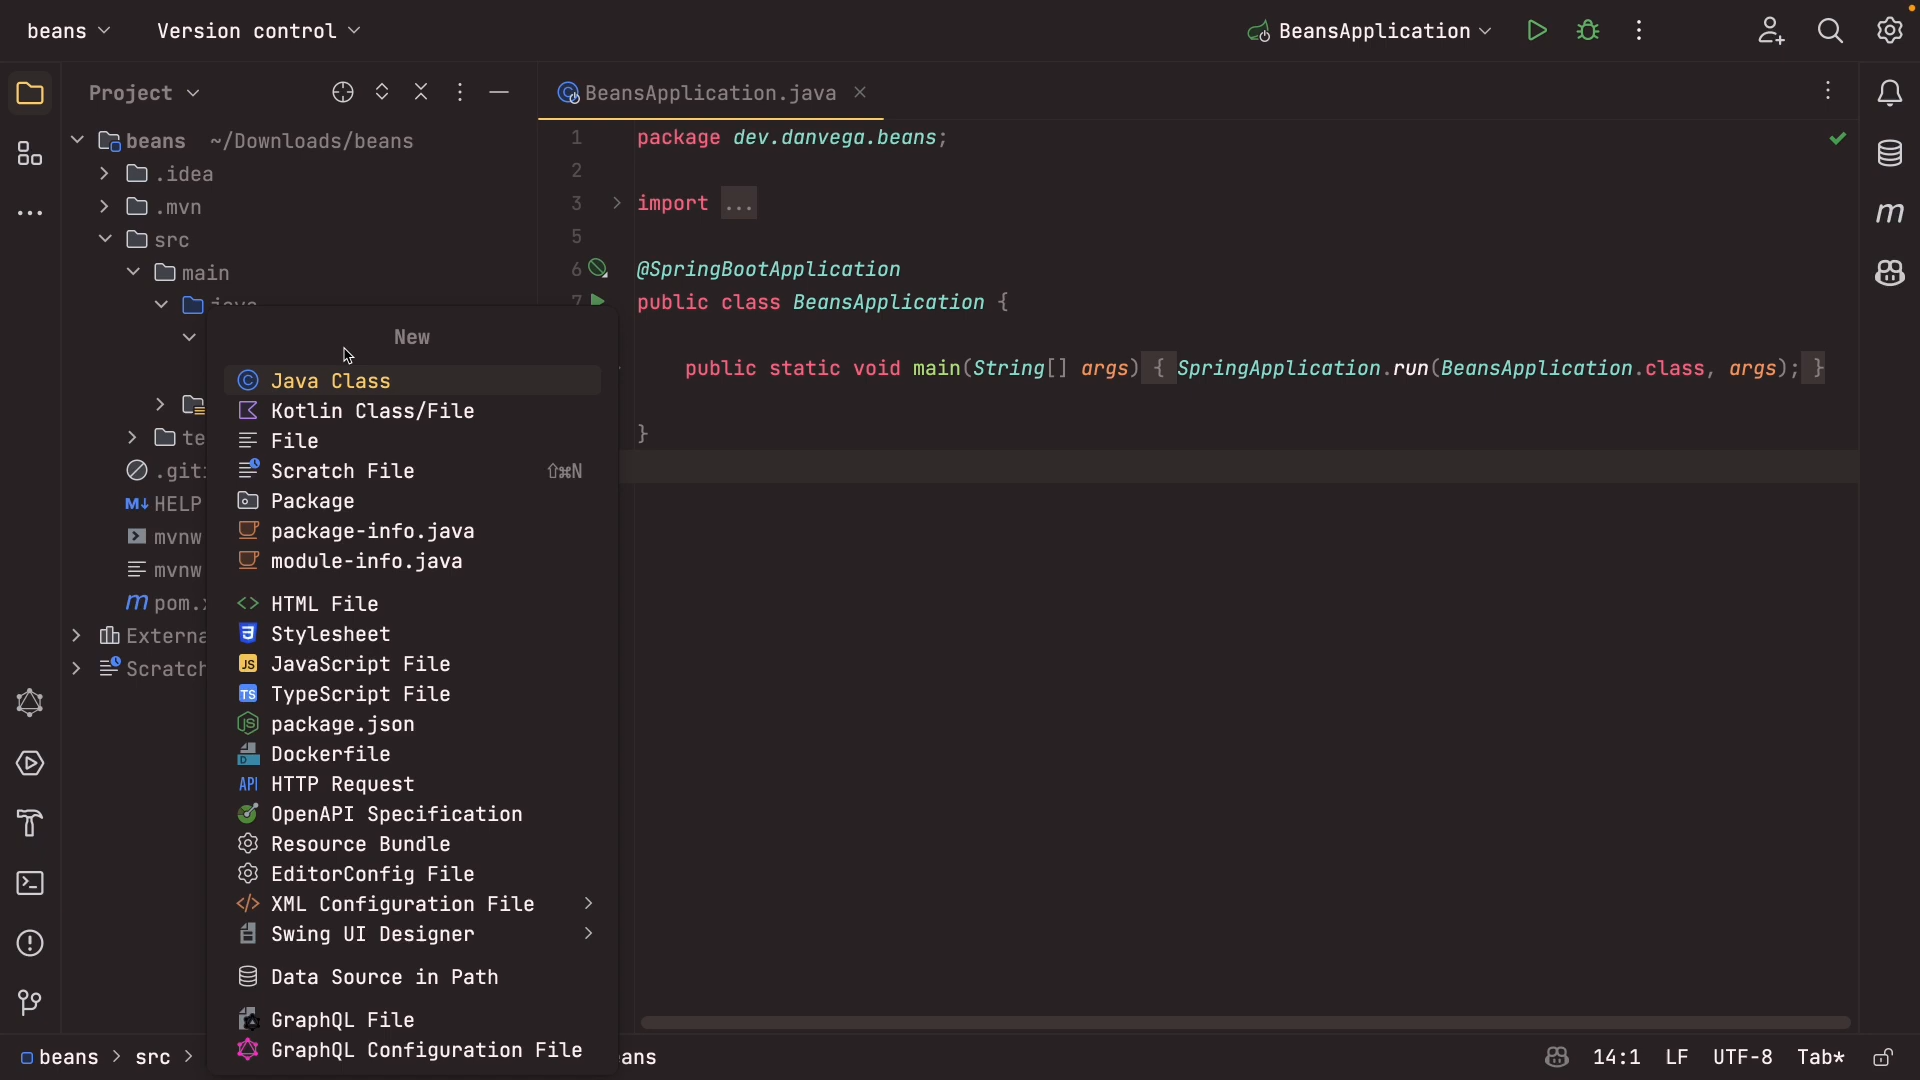 beans
Version control
BeansApplication
Project
BeansApplication.java
beans ~/Downloads/beans
.idea
.mvn
src
main
HELP
mvnw
mvnw
New
Java Class
Kotlin Class/File
File
Scratch File ⇧⌘N
Package
package-info.java
module-info.java
HTML File
Stylesheet
JavaScript File
TypeScript File
package.json
Dockerfile
HTTP Request
OpenAPI Specification
Resource Bundle
EditorConfig File
XML Configuration File
Swing UI Designer
Data Source in Path
GraphQL File
GraphQL Configuration File
1 package dev.danvega.beans;
2
3 import ...
5
6 @SpringBootApplication
7 public class BeansApplication {
public static void main(String[] args) { SpringApplication.run(BeansApplication.class, args); }
}
beans > src >
14:1 LF UTF-8 Tab*